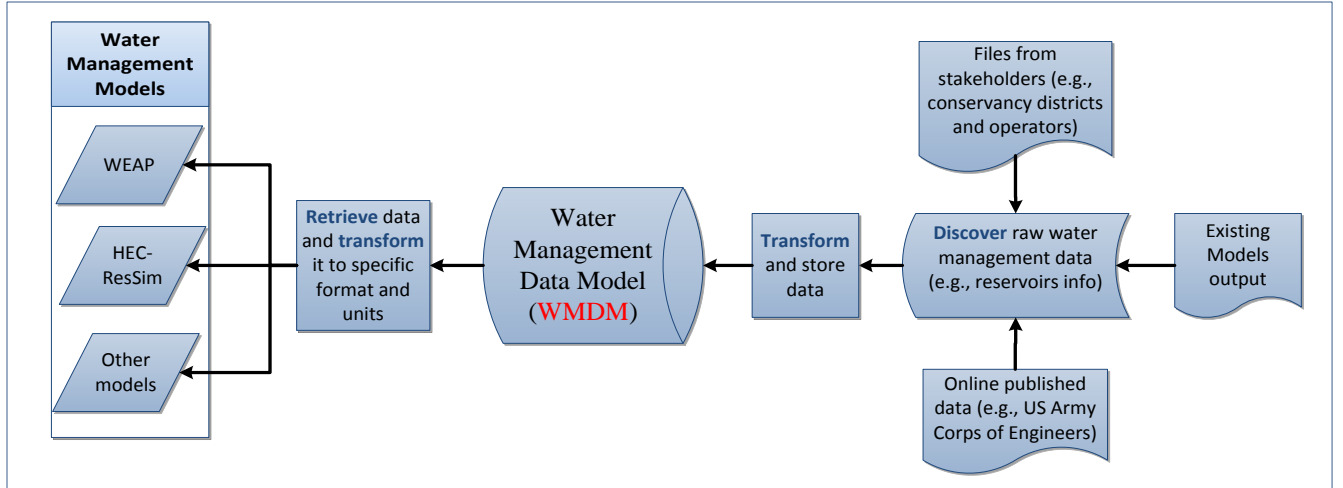 Water
Management
Models
WEAP
HEC-
ResSim
Other
models
Retrieve data
and transform
it to specific
format and
units
Water
Management
Data Model
(WMDM)
Transform
and store
data
Files from
stakeholders (e.g.,
conservancy districts
and operators)
Discover raw water
management data
(e.g., reservoirs info)
Existing
Models
output
Online published
data (e.g., US Army
Corps of Engineers)